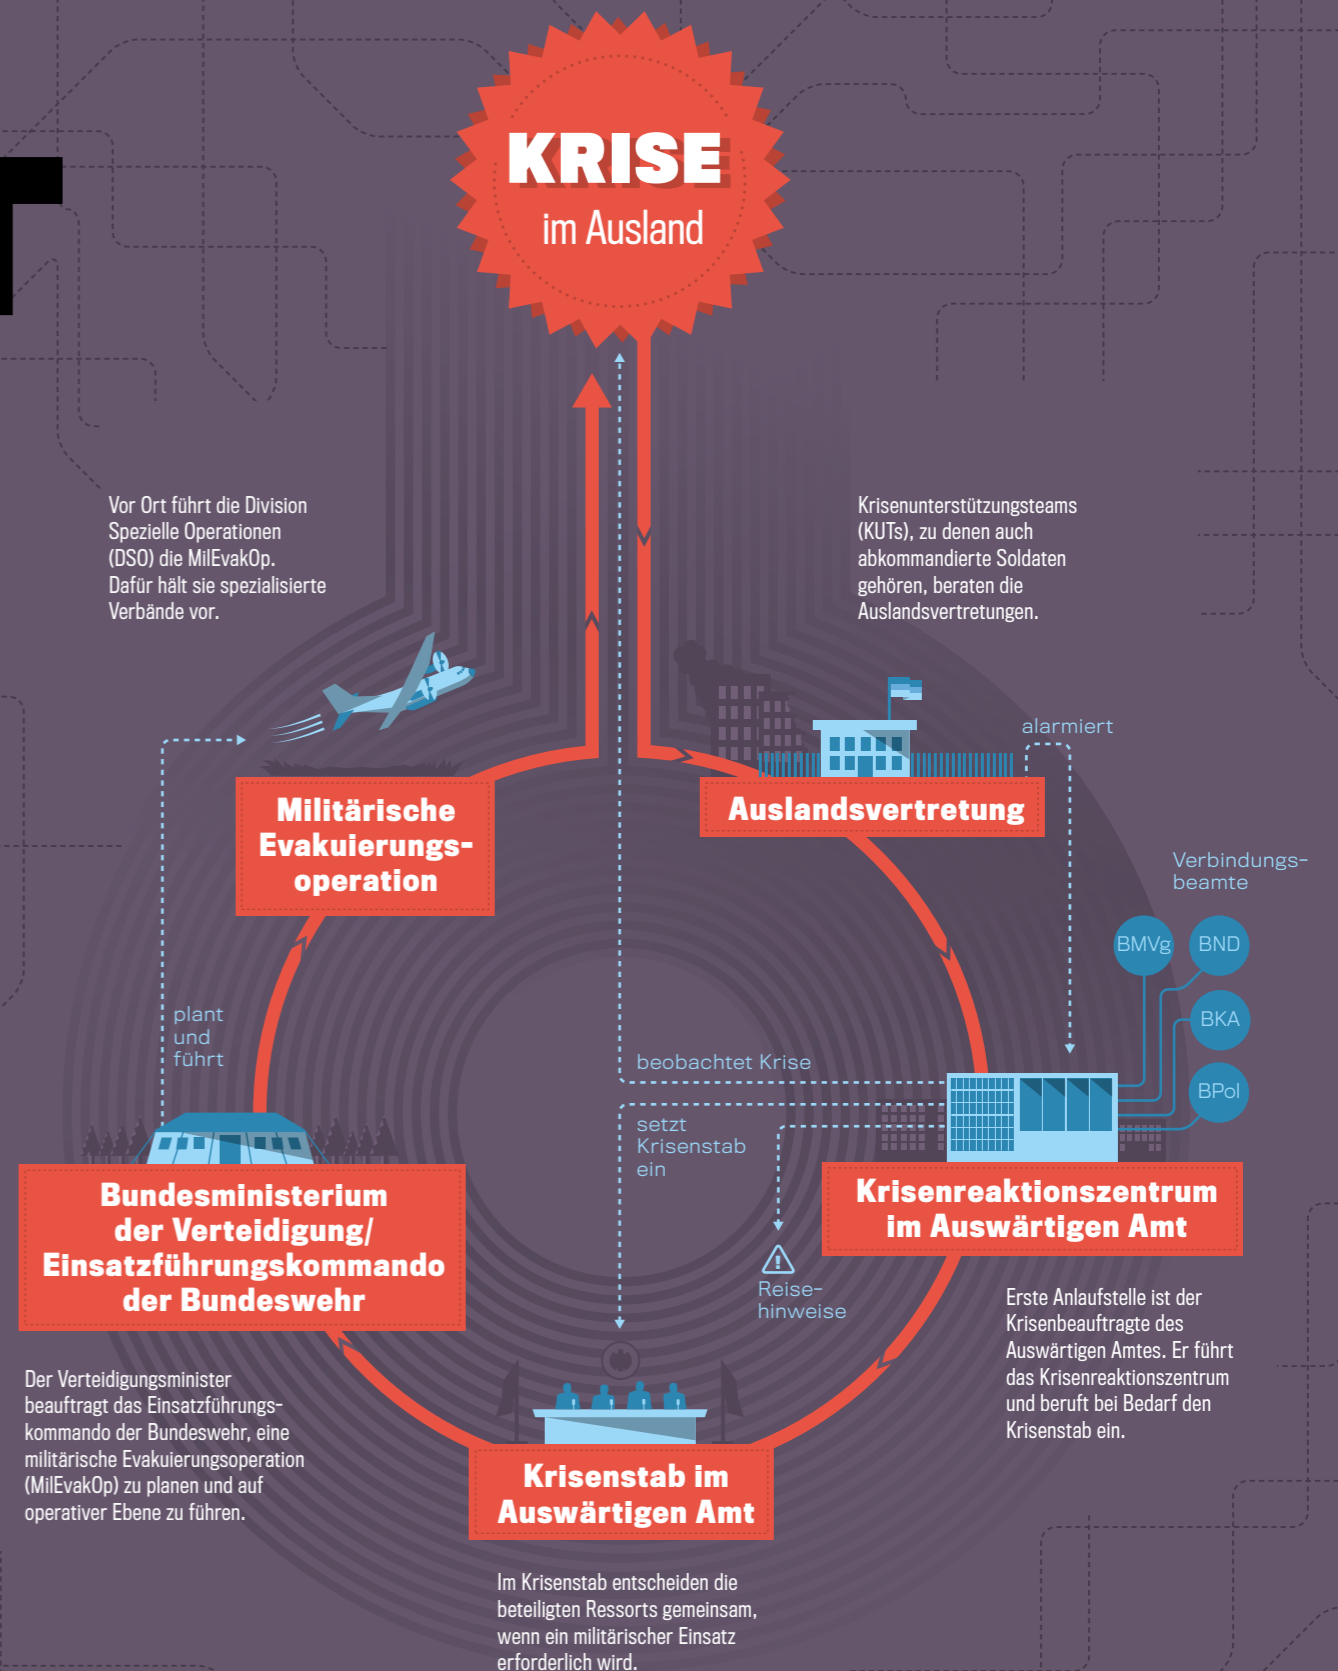 T
KRISE
im Ausland
Vor Ort führt die Division
Spezielle Operationen
(DSO) die MilEvakOp.
Dafür hält sie spezialisierte
Verbände vor.
Krisenunterstützungsteams
(KUTs), zu denen auch
abkommandierte Soldaten
gehören, beraten die
Auslandsvertretungen.
alarmiert
Militärische
Evakuierungs-
operation
Auslandsvertretung
Verbindungs-
beamte
BMVg
BND
BKA
BPol
plant
und
führt
beobachtet Krise
setzt
Krisenstab
ein
Reise-
hinweise
Bundesministerium
der Verteidigung/
Einsatzführungskommando
der Bundeswehr
Krisenreaktionszentrum
im Auswärtigen Amt
Erste Anlaufstelle ist der
Krisenbeauftragte des
Auswärtigen Amtes. Er führt
das Krisenreaktionszentrum
und beruft bei Bedarf den
Krisenstab ein.
Der Verteidigungsminister
beauftragt das Einsatzführungs-
kommando der Bundeswehr, eine
militärische Evakuierungsoperation
(MilEvakOp) zu planen und auf
operativer Ebene zu führen.
Krisenstab im
Auswärtigen Amt
Im Krisenstab entscheiden die
beteiligten Ressorts gemeinsam,
wenn ein militärischer Einsatz
erforderlich wird.